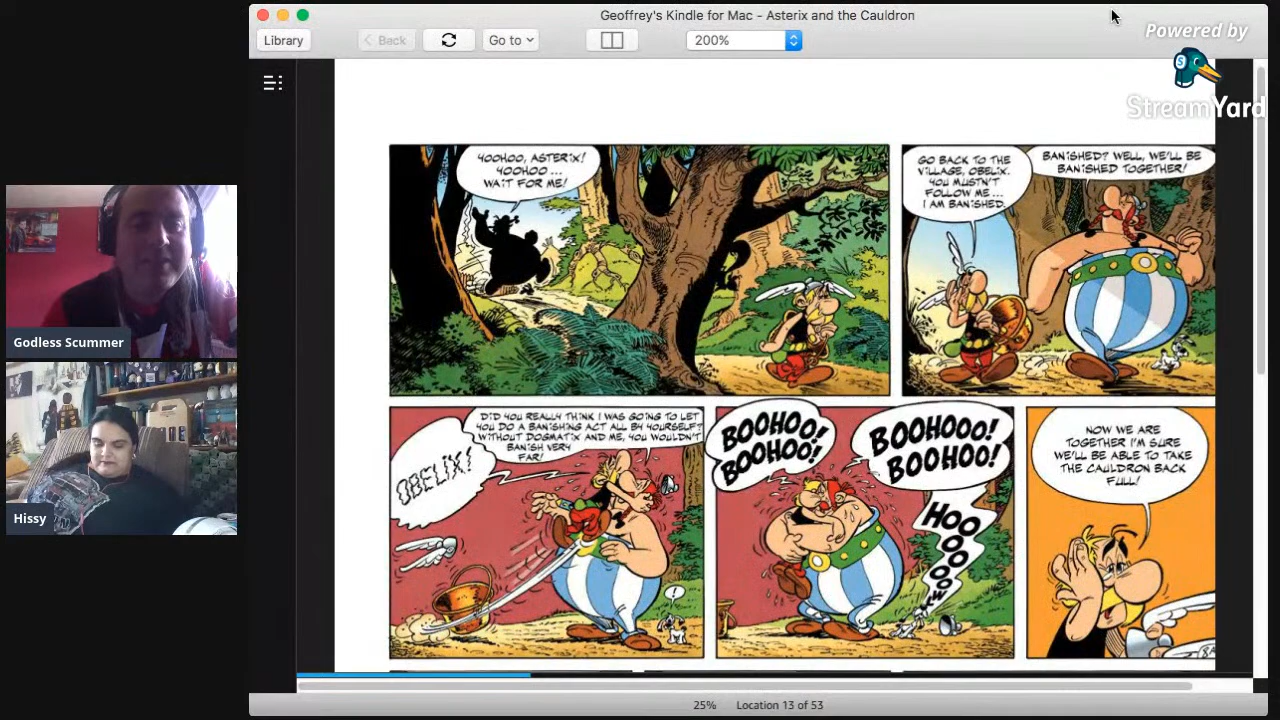 Geoffrey's Kindle for Mac - Asterix and the Cauldron
Library
Back
Go to
200%
Powered by
StreamYard
YOOHOO, ASTERIX!
YOOHOO ...
WAIT FOR ME!
GO BACK TO THE
VILLAGE, OBELIX.
YOU MUSTN'T
FOLLOW ME ...
I AM BANISHED.
BANISHED? WELL, WE'LL BE
BANISHED TOGETHER!
OBELIX!
DID YOU REALLY THINK I WAS GOING TO LET
YOU DO A BANISHING ACT ALL BY YOURSELF?
WITHOUT DOGMATIX AND ME, YOU WOULDN'T
BANISH VERY
FAR!
!
BOOHOO!
BOOHOO!
BOOHOOO!
BOOHOO!
HOO
O
O
O
O
W
NOW WE ARE
TOGETHER I'M SURE
WE'LL BE ABLE TO TAKE
THE CAULDRON BACK
FULL!
8A
Godless Scummer
Hissy
25% Location 13 of 53